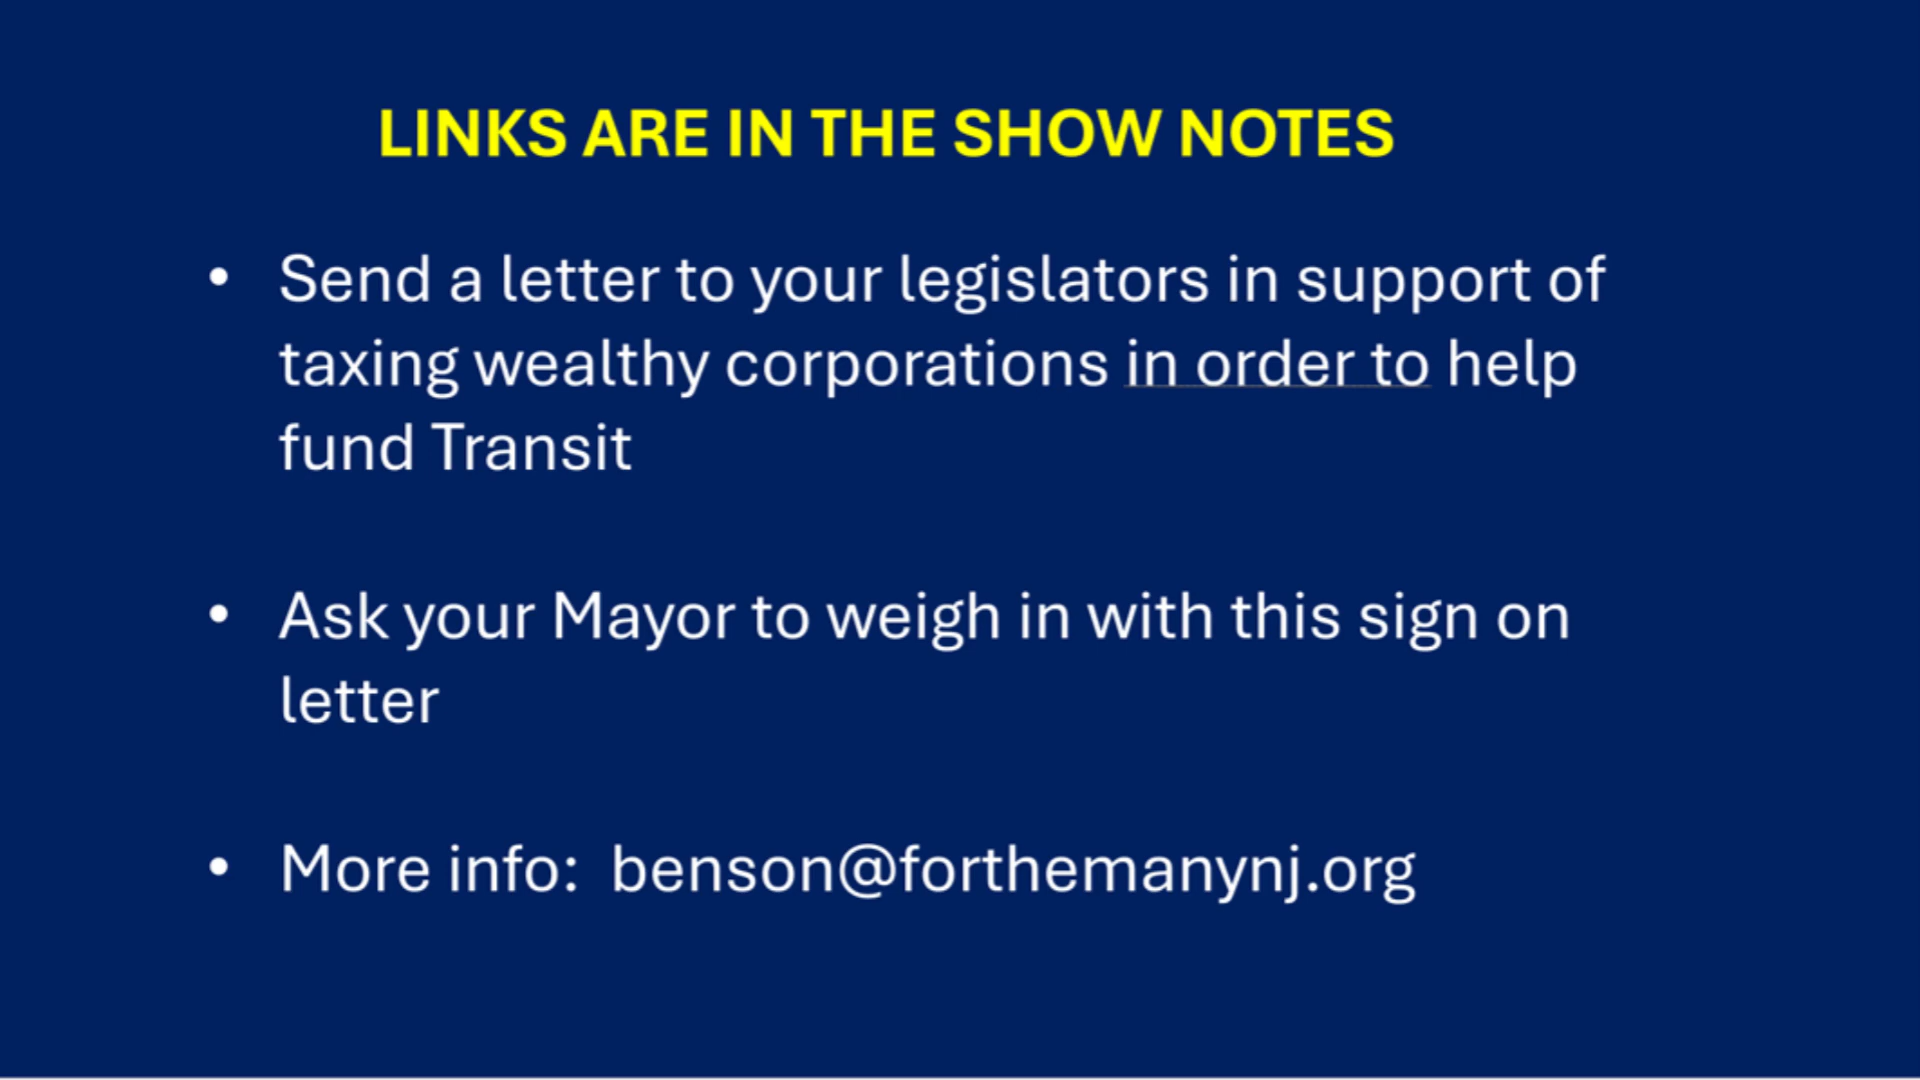 LINKS ARE IN THE SHOW NOTES
• Send a letter to your legislators in support of
taxing wealthy corporations in order to help
fund Transit
• Ask your Mayor to weigh in with this sign on
letter
• More info:  benson@forthemanynj.org